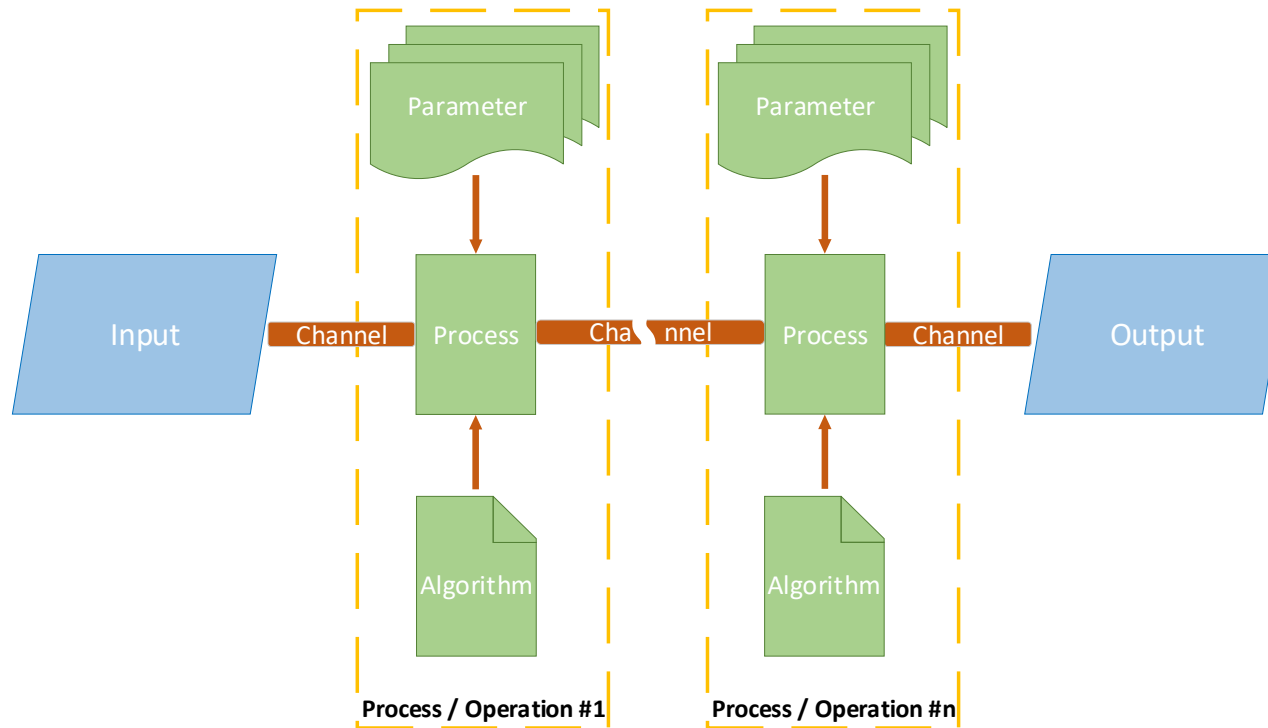 Parameter
Parameter
Input
Channel
Process
Cha nnel
Process
Channel
Output
Algorithm
Algorithm
Process / Operation #1
Process / Operation #n